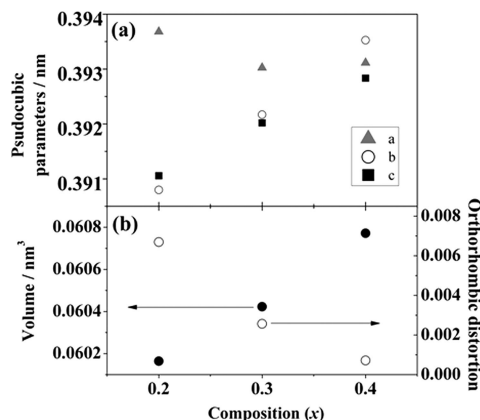 (a)
0.394
0.393
0.392
0.391
Psudocubic
parameters / nm
a
b
c
(b)
0.0608
0.0606
0.0604
0.0602
Volume / nm³
0.008
0.006
0.004
0.002
0.000
Orthorhombic distortion
0.2
0.3
0.4
Composition (x)